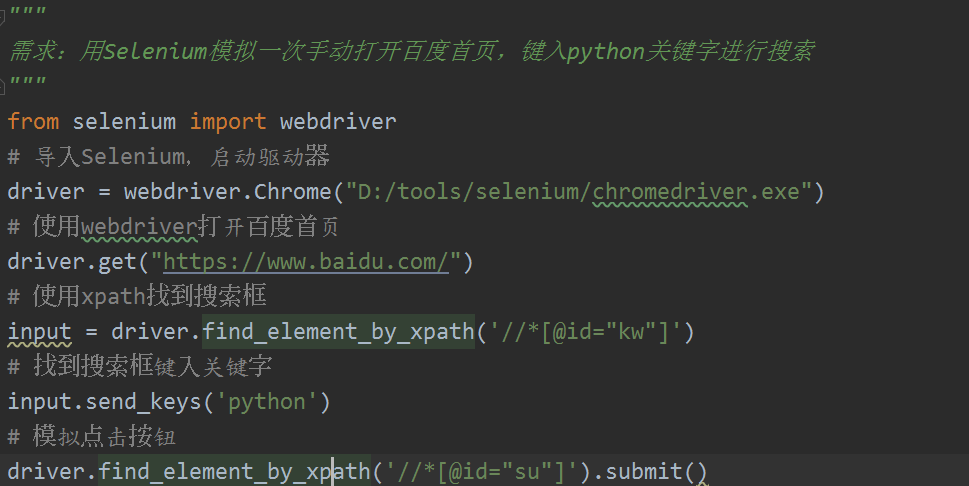 """
需求：用Selenium模拟一次手动打开百度首页，键入python关键字进行搜索
"""
from selenium import webdriver
# 导入Selenium，启动驱动器
driver = webdriver.Chrome("D:/tools/selenium/chromedriver.exe")
# 使用webdriver打开百度首页
driver.get("https://www.baidu.com/")
# 使用xpath找到搜索框
input = driver.find_element_by_xpath('//*[@id="kw"]')
# 找到搜索框键入关键字
input.send_keys('python')
# 模拟点击按钮
driver.find_element_by_xpath('//*[@id="su"]').submit()